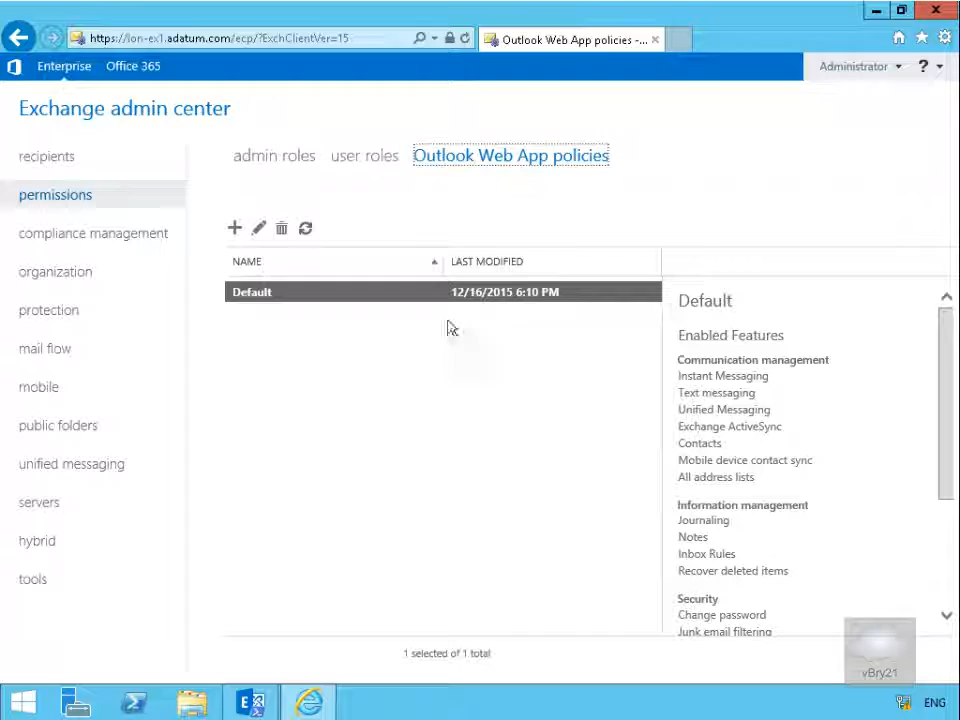 https://lon-ex1.adatum.com/ecp/?ExchClientVer=15
Outlook Web App policies -...
Enterprise
Office 365
Administrator
?
Exchange admin center
recipients
permissions
compliance management
organization
protection
mail flow
mobile
public folders
unified messaging
servers
hybrid
tools
admin roles
user roles
Outlook Web App policies
NAME
LAST MODIFIED
Default
12/16/2015 6:10 PM
1 selected of 1 total
Default
Enabled Features
Communication management
Instant Messaging
Text messaging
Unified Messaging
Exchange ActiveSync
Contacts
Mobile device contact sync
All address lists
Information management
Journaling
Notes
Inbox Rules
Recover deleted items
Security
Change password
Junk email filtering
vBry21
ENG